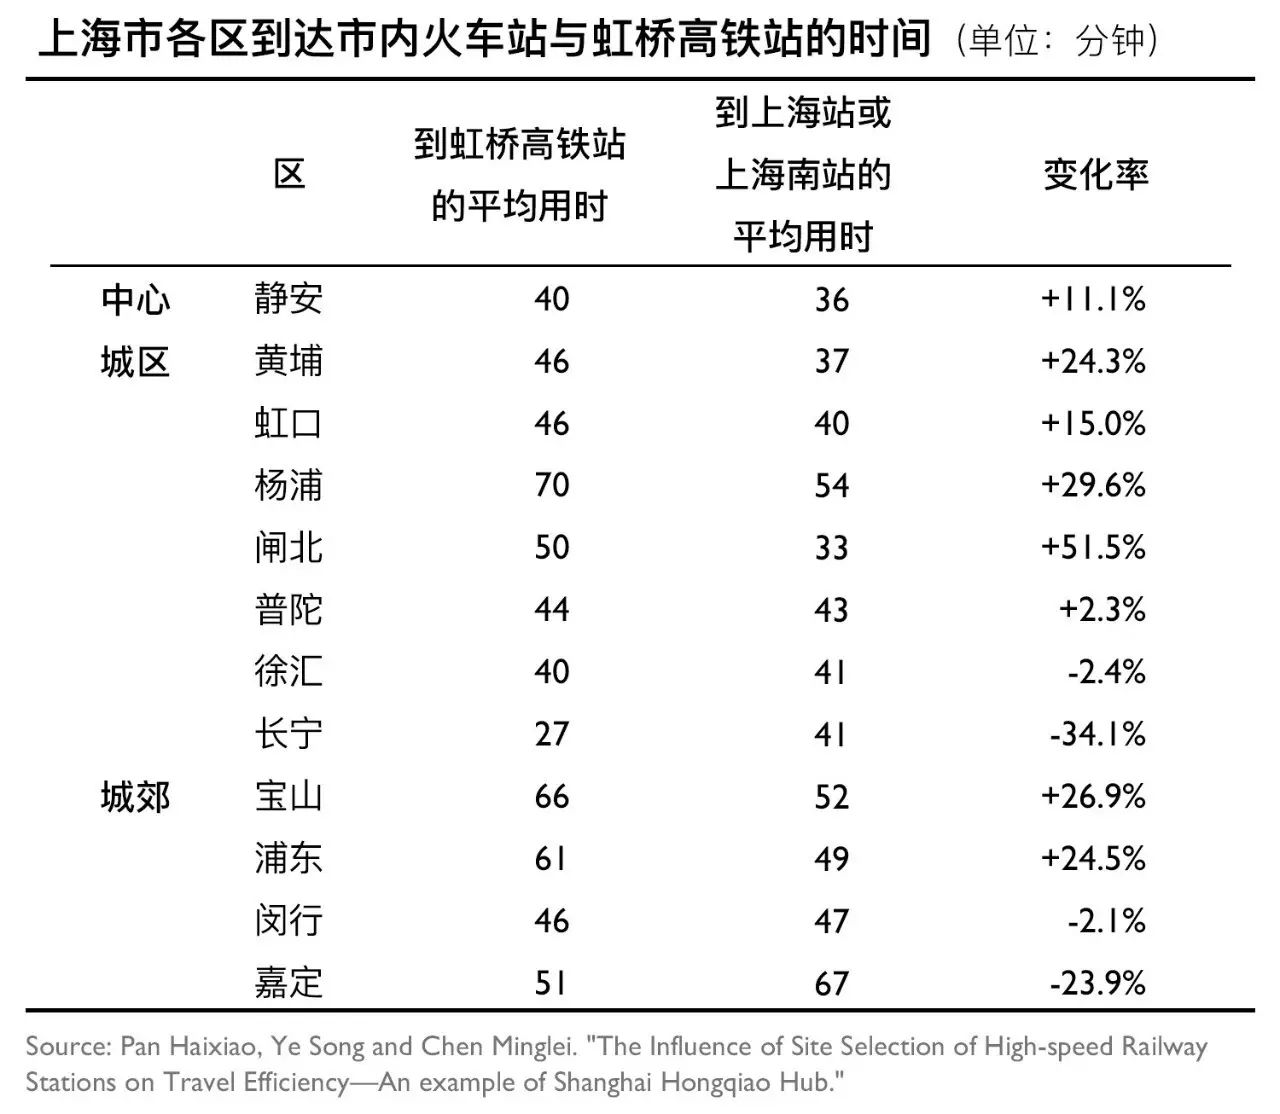 上海市各区到达市内火车站与虹桥高铁站的时间（单位：分钟）
区 到虹桥高铁站的平均用时 到上海站或上海南站的平均用时 变化率
中心 静安 40 36 +11.1%
城区 黄埔 46 37 +24.3%
虹口 46 40 +15.0%
杨浦 70 54 +29.6%
闸北 50 33 +51.5%
普陀 44 43 +2.3%
徐汇 40 41 -2.4%
长宁 27 41 -34.1%
城郊 宝山 66 52 +26.9%
浦东 61 49 +24.5%
闵行 46 47 -2.1%
嘉定 51 67 -23.9%
Source: Pan Haixiao, Ye Song and Chen Minglei. "The Influence of Site Selection of High-speed Railway
Stations on Travel Efficiency—An example of Shanghai Hongqiao Hub."